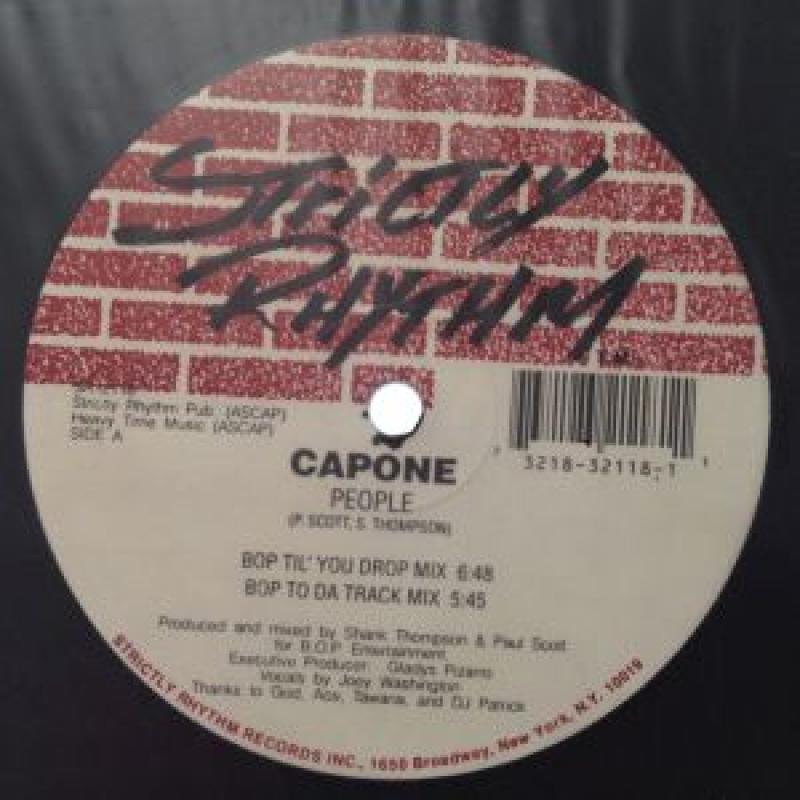 STRICTLY
RHYTHM
T.M.
Strictly Rhythm Pub. (ASCAP)
Heavy Time Music (ASCAP)
SIDE A
3218-32118-1
CAPONE
PEOPLE
(P. SCOTT, S. THOMPSON)
BOP TIL' YOU DROP MIX 6:48
BOP TO DA TRACK MIX 5:45
Produced and mixed by Shank Thompson & Paul Scott
for B.O.P. Entertainment
Executive Producer: Gladys Pizarro
Vocals by Joey Washington
Thanks to God, Ace, Tawana, and DJ Patrick
STRICTLY RHYTHM RECORDS INC., 1650 Broadway, New York, N.Y. 10019